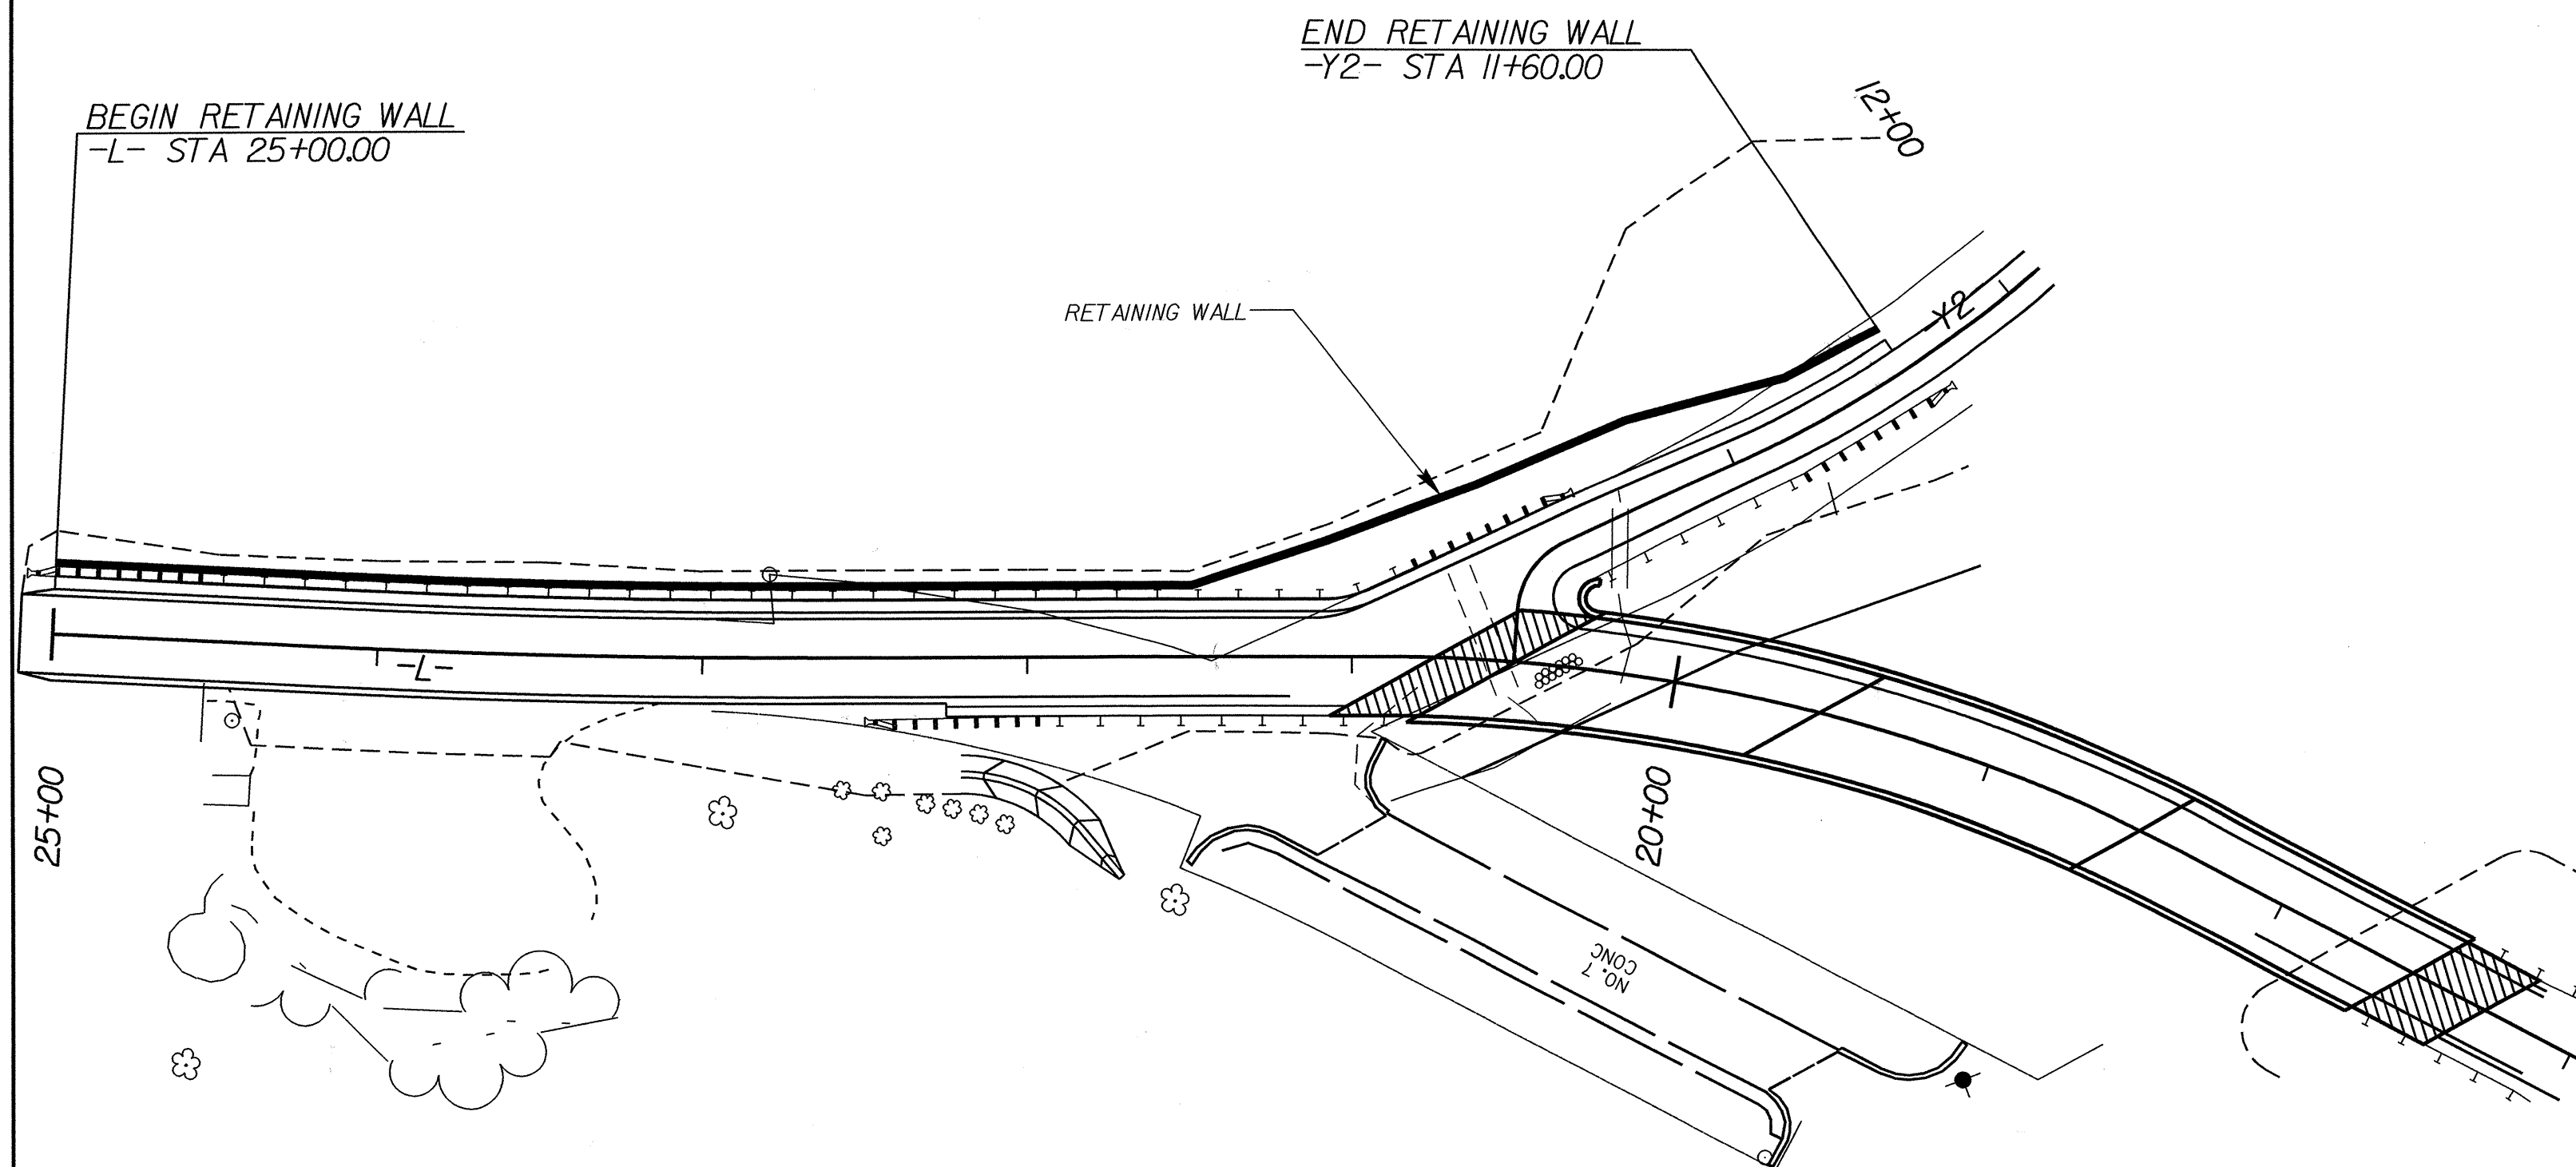 END RETAINING WALL
-Y2- STA 11+60.00
BEGIN RETAINING WALL
-L- STA 25+00.00
12+00
RETAINING WALL
-Y2
-L-
25+00
20+00
NO. 7
CONC